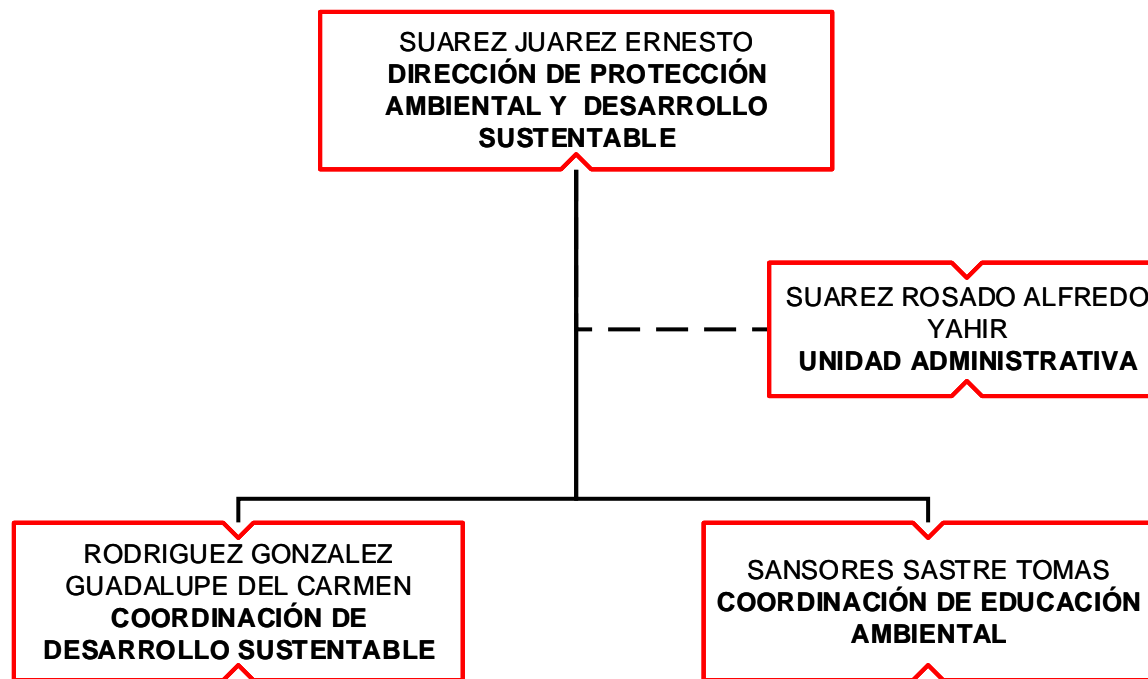 SUAREZ JUAREZ ERNESTO
DIRECCIÓN DE PROTECCIÓN
AMBIENTAL Y  DESARROLLO
SUSTENTABLE
SUAREZ ROSADO ALFREDO
YAHIR
UNIDAD ADMINISTRATIVA
RODRIGUEZ GONZALEZ
GUADALUPE DEL CARMEN
COORDINACIÓN DE
DESARROLLO SUSTENTABLE
SANSORES SASTRE TOMAS
COORDINACIÓN DE EDUCACIÓN
AMBIENTAL